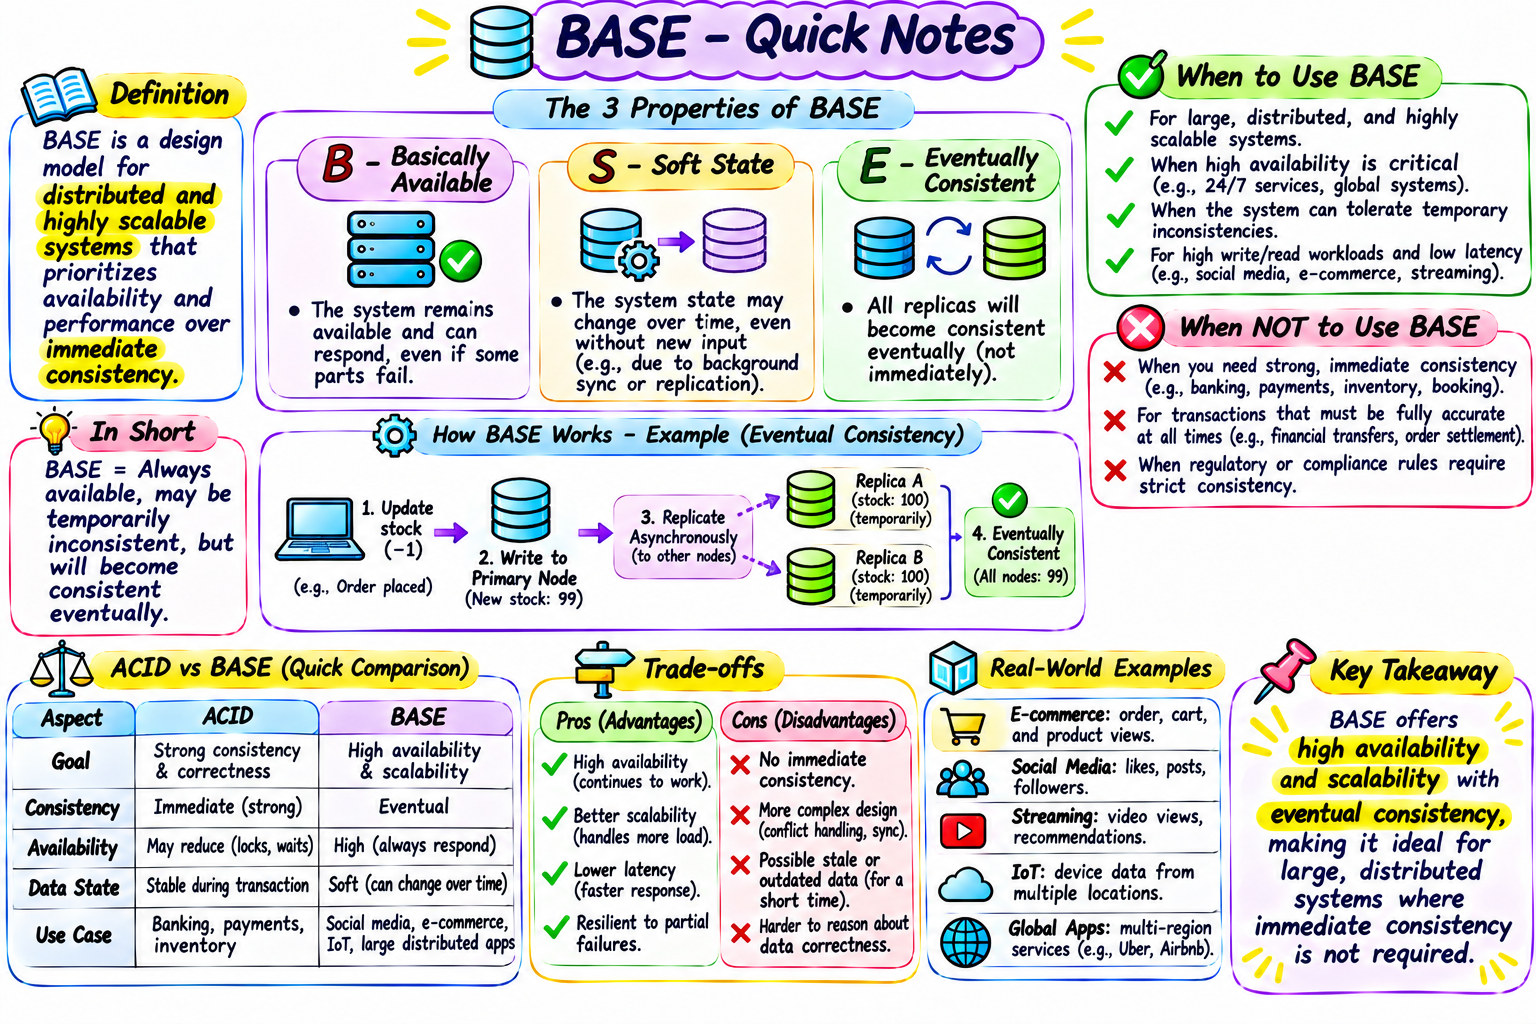 BASE – Quick Notes
Definition
BASE is a design
model for
distributed and
highly scalable
systems that
prioritizes
availability and
performance over
immediate
consistency.
The 3 Properties of BASE
B – Basically
Available
• The system remains
available and can
respond, even if some
parts fail.
S – Soft State
• The system state may
change over time, even
without new input
(e.g., due to background
sync or replication).
E – Eventually
Consistent
• All replicas will
become consistent
eventually (not
immediately).
When to Use BASE
For large, distributed, and highly
scalable systems.
When high availability is critical
(e.g., 24/7 services, global systems).
When the system can tolerate temporary
inconsistencies.
For high write/read workloads and low latency
(e.g., social media, e-commerce, streaming).
When NOT to Use BASE
When you need strong, immediate consistency
(e.g., banking, payments, inventory, booking).
For transactions that must be fully accurate
at all times (e.g., financial transfers, order settlement).
When regulatory or compliance rules require
strict consistency.
In Short
BASE = Always
available, may be
temporarily
inconsistent, but
will become
consistent
eventually.
How BASE Works – Example (Eventual Consistency)
1. Update
stock
(−1)
(e.g., Order placed)
2. Write to
Primary Node
(New stock: 99)
3. Replicate
Asynchronously
(to other nodes)
Replica A
(stock: 100)
(temporarily)
Replica B
(stock: 100)
(temporarily)
4. Eventually
Consistent
(All nodes: 99)
ACID vs BASE (Quick Comparison)
Aspect ACID BASE
Goal
Strong consistency
& correctness
High availability
& scalability
Consistency Immediate (strong) Eventual
Availability May reduce (locks, waits) High (always respond)
Data State Stable during transaction Soft (can change over time)
Use Case
Banking, payments,
inventory
Social media, e-commerce,
IoT, large distributed apps
Trade-offs
Pros (Advantages)
High availability
(continues to work).
Better scalability
(handles more load).
Lower latency
(faster response).
Resilient to partial
failures.
Cons (Disadvantages)
No immediate
consistency.
More complex design
(conflict handling, sync).
Possible stale or
outdated data (for a
short time).
Harder to reason about
data correctness.
Real-World Examples
E-commerce: order, cart,
and product views.
Social Media: likes, posts,
followers.
Streaming: video views,
recommendations.
IoT: device data from
multiple locations.
Global Apps: multi-region
services (e.g., Uber, Airbnb).
Key Takeaway
BASE offers
high availability
and scalability with
eventual consistency,
making it ideal for
large, distributed
systems where
immediate consistency
is not required.